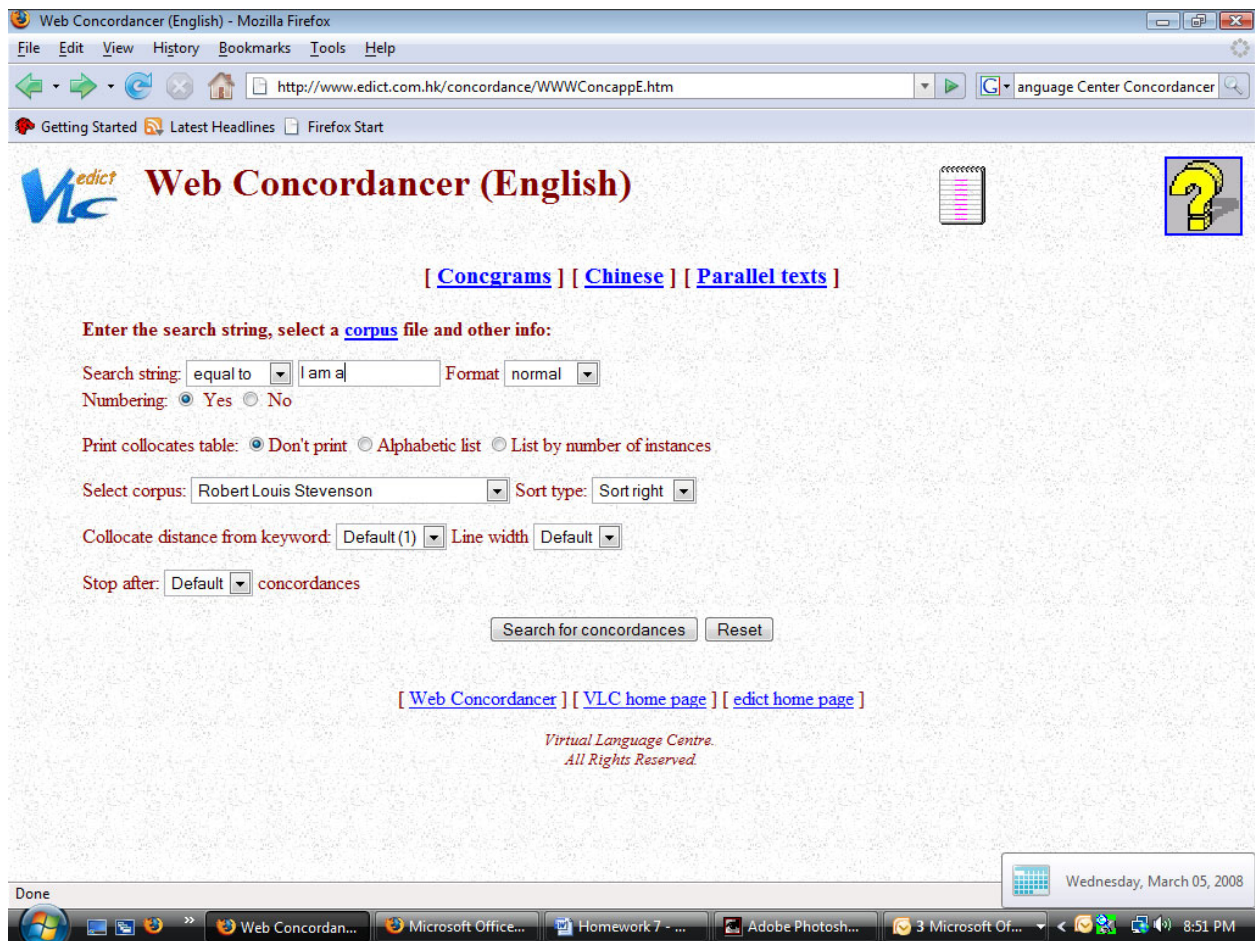 Web Concordancer (English) - Mozilla Firefox
File Edit View History Bookmarks Tools Help
http://www.edict.com.hk/concordance/WWWConcappE.htm G anguage Center Concordancer
Getting Started Latest Headlines Firefox Start
edict VLC Web Concordancer (English) ?
[ Concgrams ] [ Chinese ] [ Parallel texts ]
Enter the search string, select a corpus file and other info:
Search string: equal to I am a Format normal
Numbering: Yes No
Print collocates table: Don't print Alphabetic list List by number of instances
Select corpus: Robert Louis Stevenson Sort type: Sort right
Collocate distance from keyword: Default (1) Line width Default
Stop after: Default concordances
Search for concordances Reset
[ Web Concordancer ] [ VLC home page ] [ edict home page ]
Virtual Language Centre.
All Rights Reserved.
Wednesday, March 05, 2008
Done
» Web Concordan... Microsoft Office... Homework 7 - ... Adobe Photosh... 3 Microsoft Of... < 8:51 PM